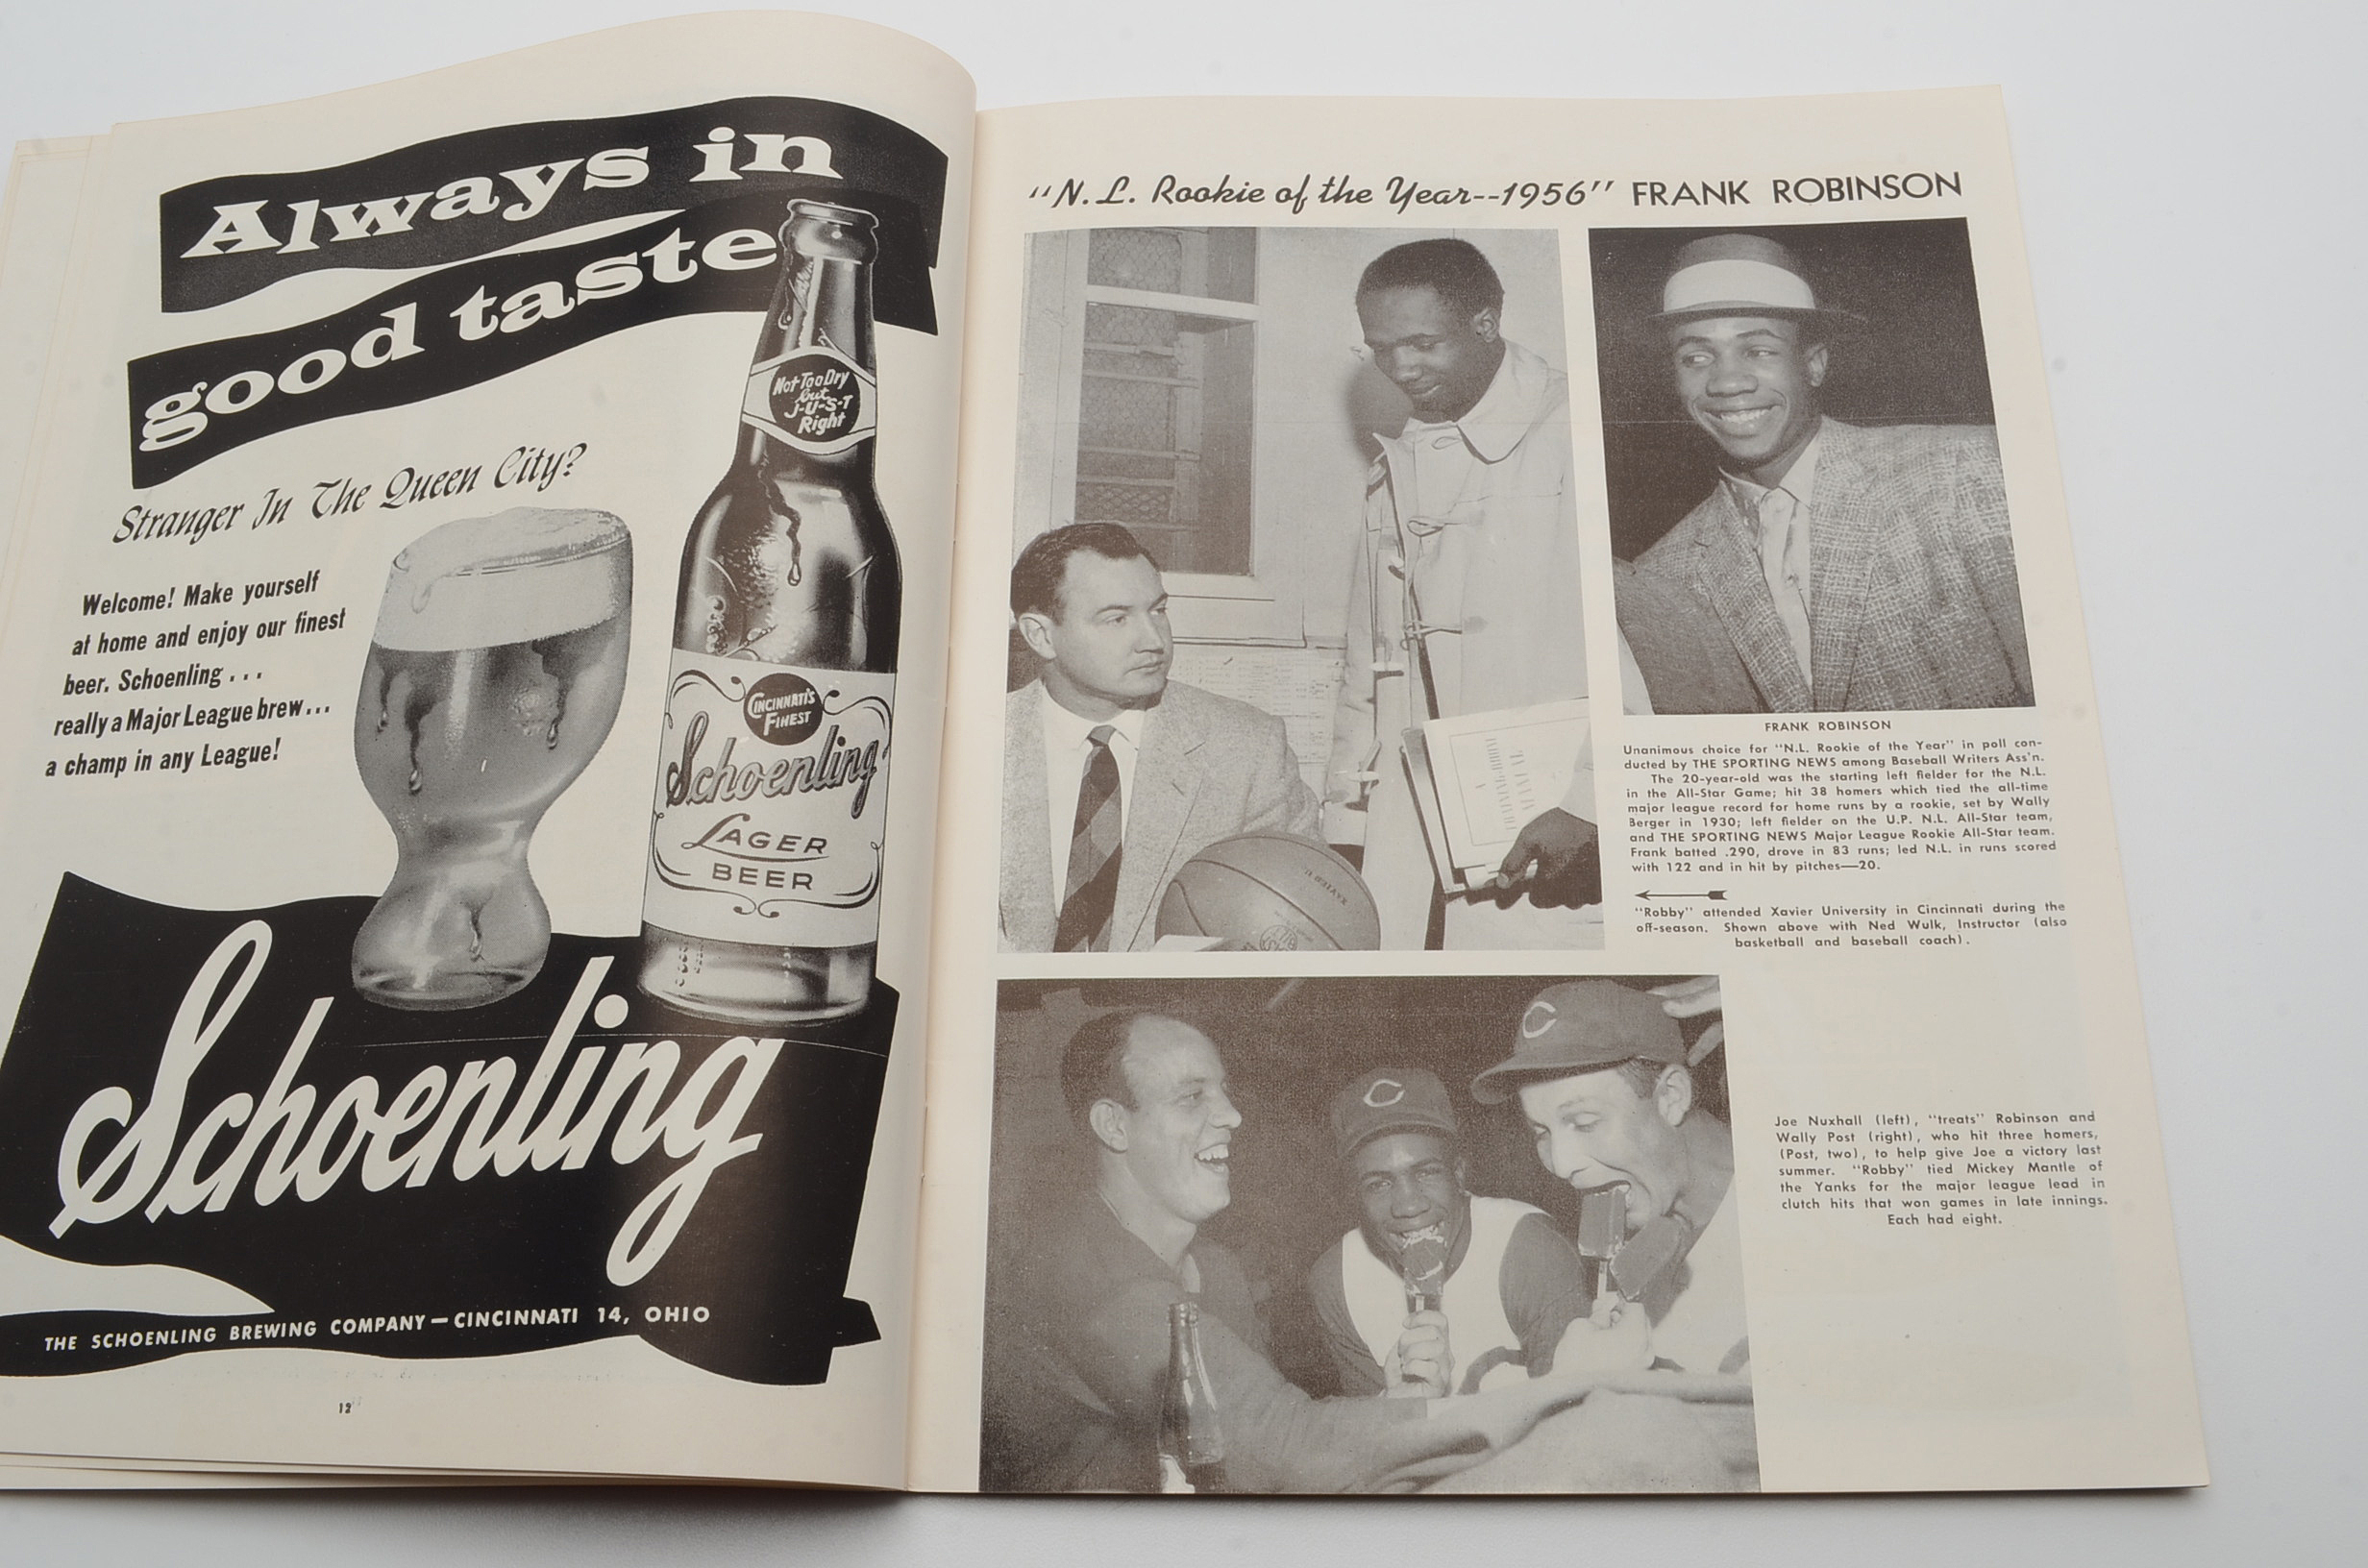 Always in
good taste
Not Too Dry
but
J-U-S-T
Right
Stranger In The Queen City?
Welcome! Make yourself
at home and enjoy our finest
beer. Schoenling . . .
really a Major League brew...
a champ in any League!
CINCINNATI'S
FINEST
Schoenling
LAGER
BEER
Schoenling
THE SCHOENLING BREWING COMPANY—CINCINNATI 14, OHIO
12
"N.L. Rookie of the Year--1956" FRANK ROBINSON
FRANK ROBINSON
Unanimous choice for "N.L. Rookie of the Year" in poll con-
ducted by THE SPORTING NEWS among Baseball Writers Ass'n.
The 20-year-old was the starting left fielder for the N.L.
in the All-Star Game; hit 38 homers which tied the all-time
major league record for home runs by a rookie, set by Wally
Berger in 1930; left fielder on the U.P. N.L. All-Star team,
and THE SPORTING NEWS Major League Rookie All-Star team.
Frank batted .290, drove in 83 runs; led N.L. in runs scored
with 122 and in hit by pitches—20.
"Robby" attended Xavier University in Cincinnati during the
off-season. Shown above with Ned Wulk, Instructor (also
basketball and baseball coach).
C
C
Joe Nuxhall (left), "treats" Robinson and
Wally Post (right), who hit three homers,
(Post, two), to help give Joe a victory last
summer. "Robby" tied Mickey Mantle of
the Yanks for the major league lead in
clutch hits that won games in late innings.
Each had eight.